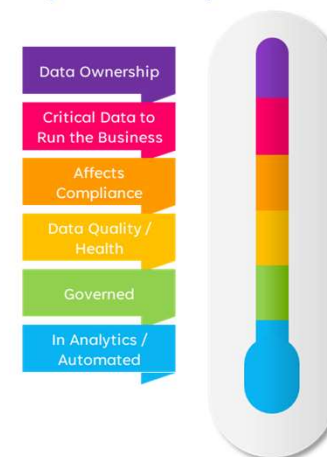 Data Ownership
Critical Data to
Run the Business
Affects
Compliance
Data Quality /
Health
Governed
In Analytics /
Automated